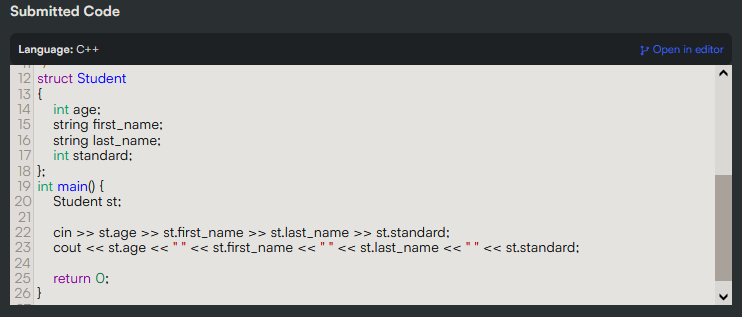 Submitted Code
Language: C++
Open in editor
12 struct Student
13 {
14 int age;
15 string first_name;
16 string last_name;
17 int standard;
18 };
19 int main() {
20 Student st;
21
22 cin >> st.age >> st.first_name >> st.last_name >> st.standard;
23 cout << st.age << " " << st.first_name << " " << st.last_name << " " << st.standard;
24
25 return 0;
26 }